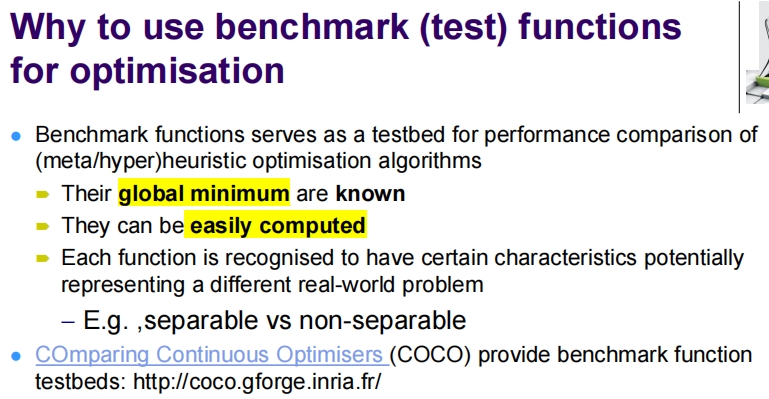 Why to use benchmark (test) functions
for optimisation
Benchmark functions serves as a testbed for performance comparison of
(meta/hyper)heuristic optimisation algorithms
Their global minimum are known
They can be easily computed
Each function is recognised to have certain characteristics potentially
representing a different real-world problem
– E.g. ,separable vs non-separable
COmparing Continuous Optimisers (COCO) provide benchmark function
testbeds: http://coco.gforge.inria.fr/